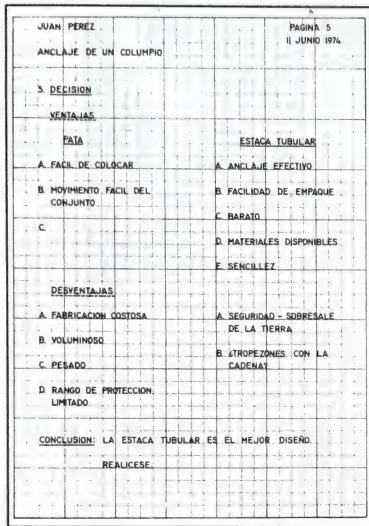 JUAN PEREZ
PAGINA 5
11 JUNIO 1974
ANCLAJE DE UN COLUMPIO
3. DECISION
VENTAJAS
PATA
A. FACIL DE COLOCAR
B. MOVIMIENTO FACIL DEL
CONJUNTO
C.
ESTACA TUBULAR
A. ANCLAJE EFECTIVO
B. FACILIDAD DE EMPAQUE
C. BARATO
D. MATERIALES DISPONIBLES
E. SENCILLEZ
DESVENTAJAS
A. FABRICACION COSTOSA
B. VOLUMINOSO
C. PESADO
D. RANGO DE PROTECCION
LIMITADO
A. SEGURIDAD - SOBRESALE
DE LA TIERRA
B. ¿TROPEZONES CON LA
CADENA?
CONCLUSION: LA ESTACA TUBULAR ES EL MEJOR DISEÑO.
REALICESE.